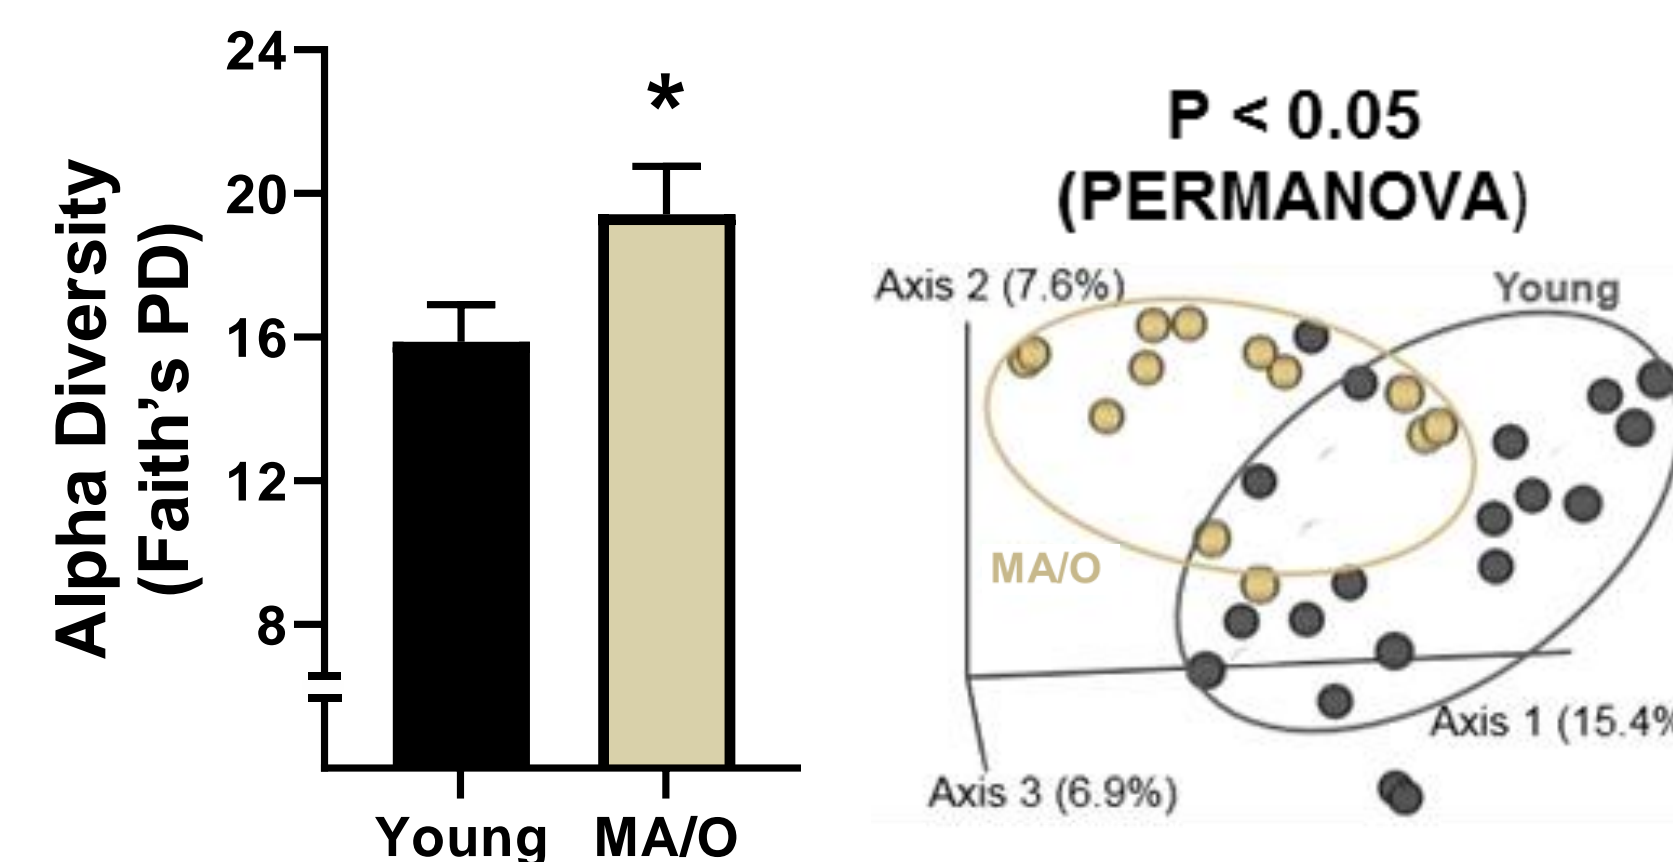 Alpha Diversity
(Faith’s PD)
24
20
16
12
8
*
Young
MA/O
P < 0.05
(PERMANOVA)
Axis 2 (7.6%)
Young
MA/O
Axis 1 (15.4%
Axis 3 (6.9%)